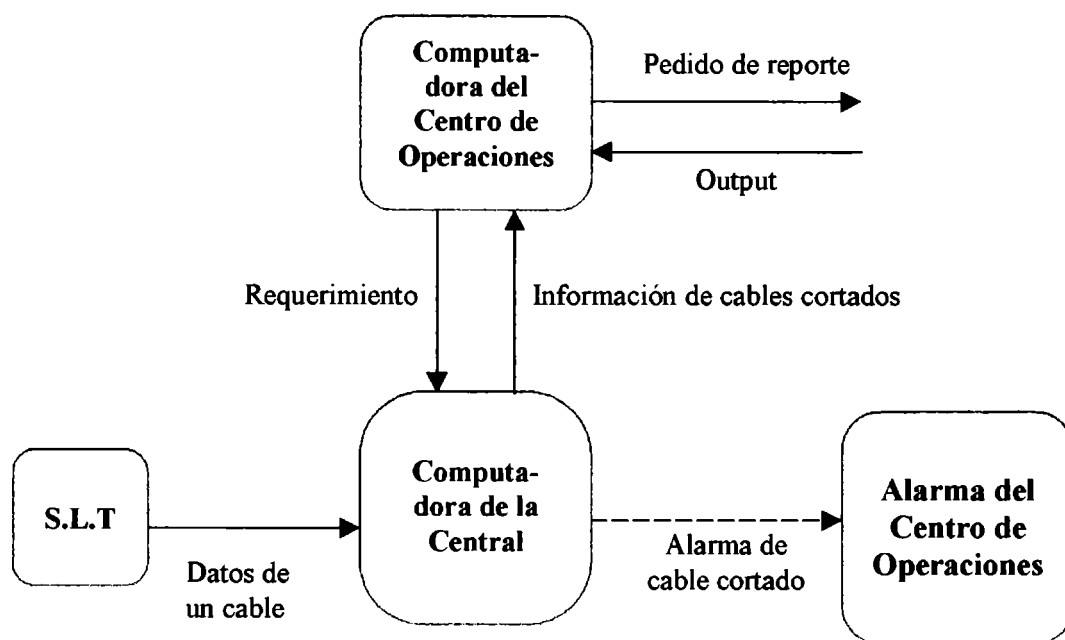 Computa-
dora del
Centro de
Operaciones
Pedido de reporte
Output
Requerimiento
Información de cables cortados
S.L.T
Datos de
un cable
Computa-
dora de la
Central
Alarma de
cable cortado
Alarma del
Centro de
Operaciones